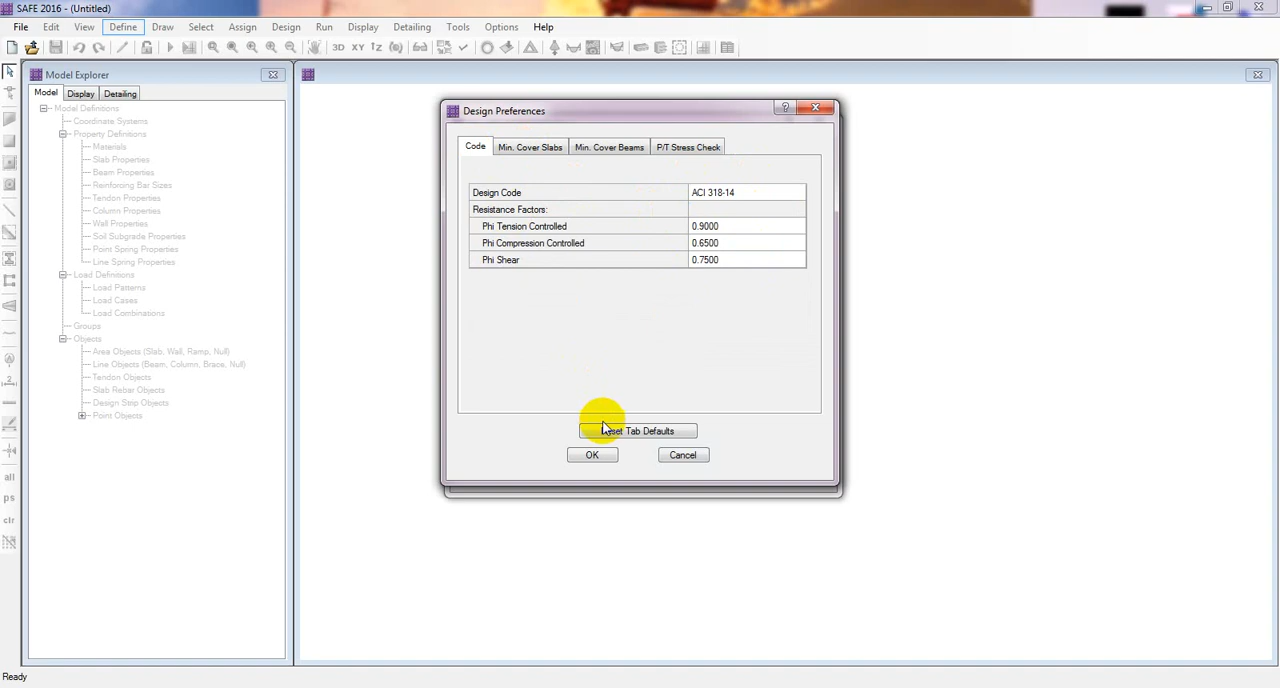 SAFE 2016 - (Untitled)
File Edit View Define Draw Select Assign Design Run Display Detailing Tools Options Help
3D XY
Model Explorer
Model Display Detailing
Model Definitions
Coordinate Systems
Property Definitions
Materials
Slab Properties
Beam Properties
Reinforcing Bar Sizes
Tendon Properties
Column Properties
Wall Properties
Soil Subgrade Properties
Point Spring Properties
Line Spring Properties
Load Definitions
Load Patterns
Load Cases
Load Combinations
Groups
Objects
Area Objects (Slab, Wall, Ramp, Null)
Line Objects (Beam, Column, Brace, Null)
Tendon Objects
Slab Rebar Objects
Design Strip Objects
Point Objects
all
ps
clr
Design Preferences
Code Min. Cover Slabs Min. Cover Beams P/T Stress Check
Design Code ACI 318-14
Resistance Factors:
Phi Tension Controlled 0.9000
Phi Compression Controlled 0.6500
Phi Shear 0.7500
Tab Defaults
OK Cancel
Ready